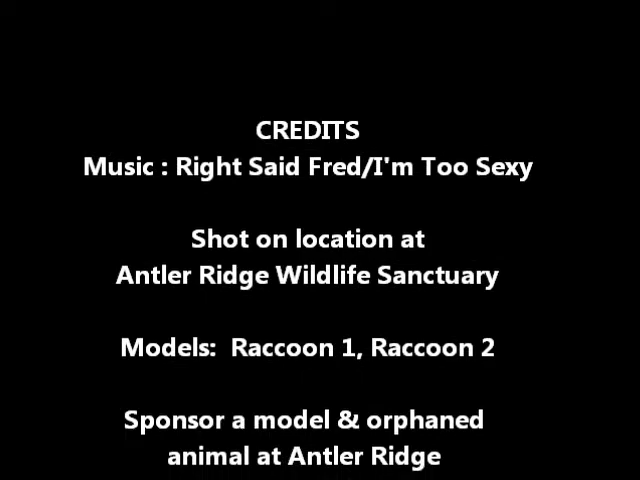 CREDITS
Music : Right Said Fred/I'm Too Sexy
Shot on location at
Antler Ridge Wildlife Sanctuary
Models:  Raccoon 1, Raccoon 2
Sponsor a model & orphaned
animal at Antler Ridge